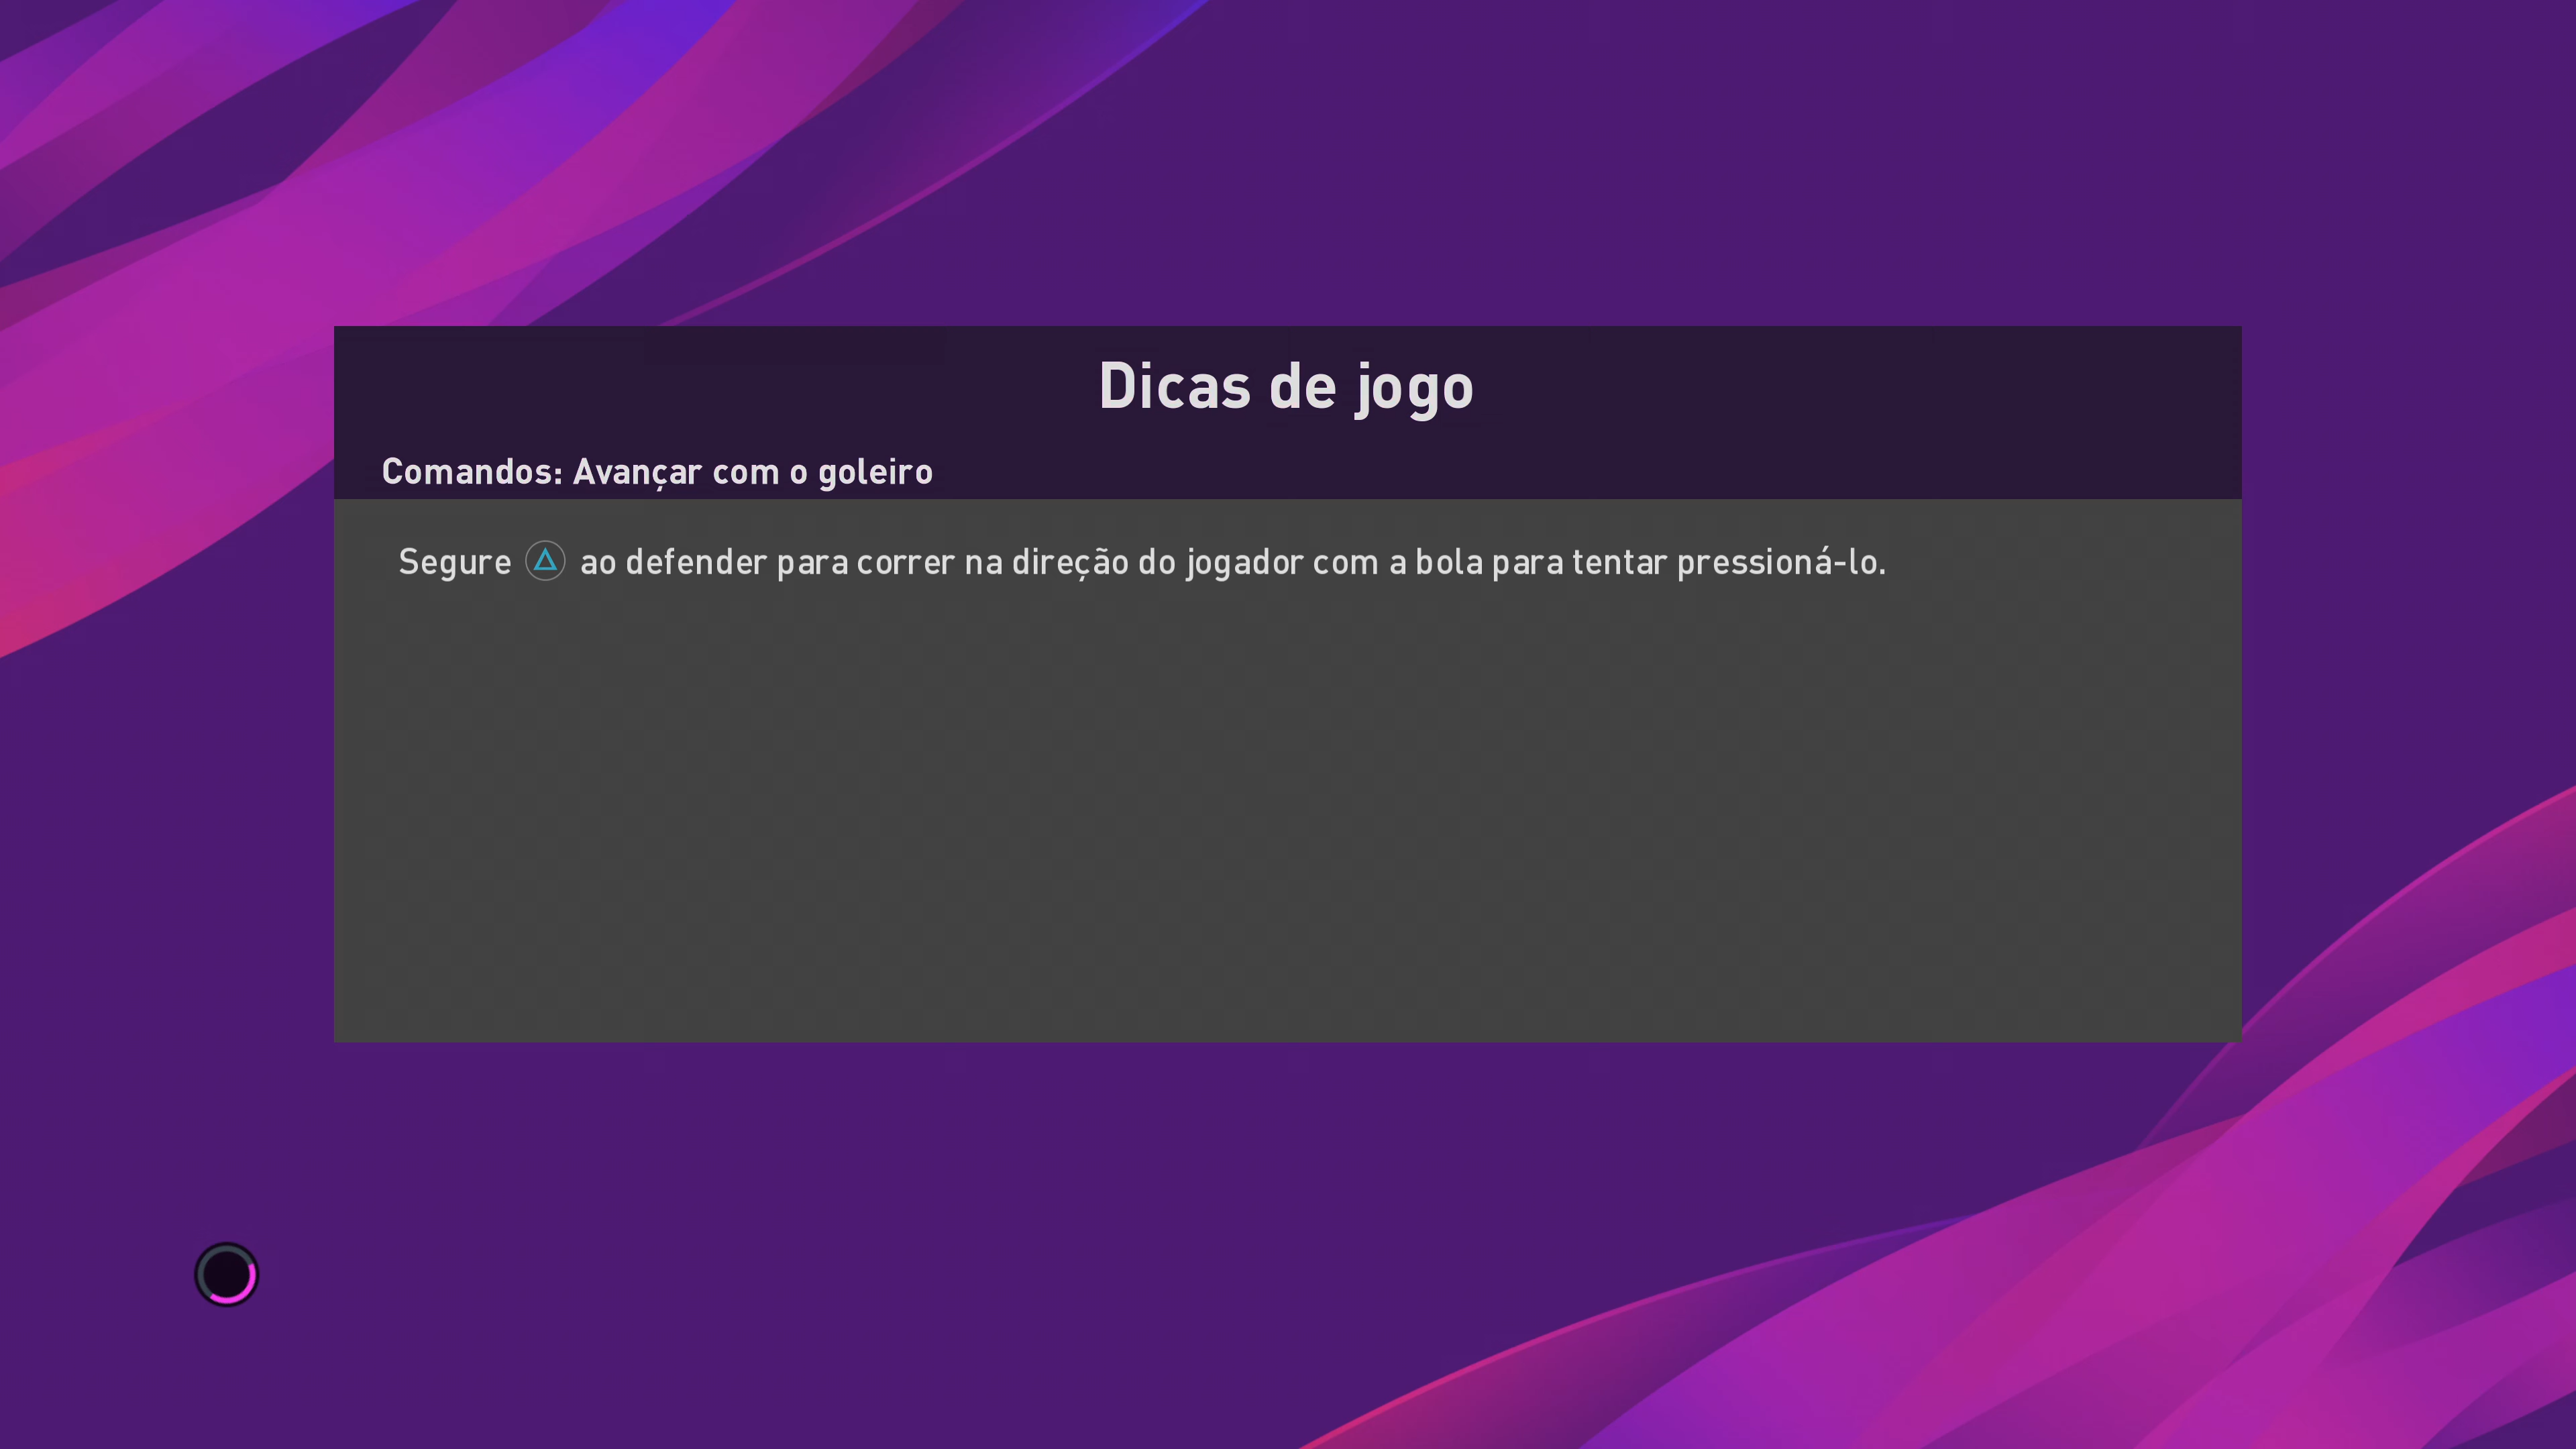 Dicas de jogo
Comandos: Avançar com o goleiro
Segure △ ao defender para correr na direção do jogador com a bola para tentar pressioná-lo.